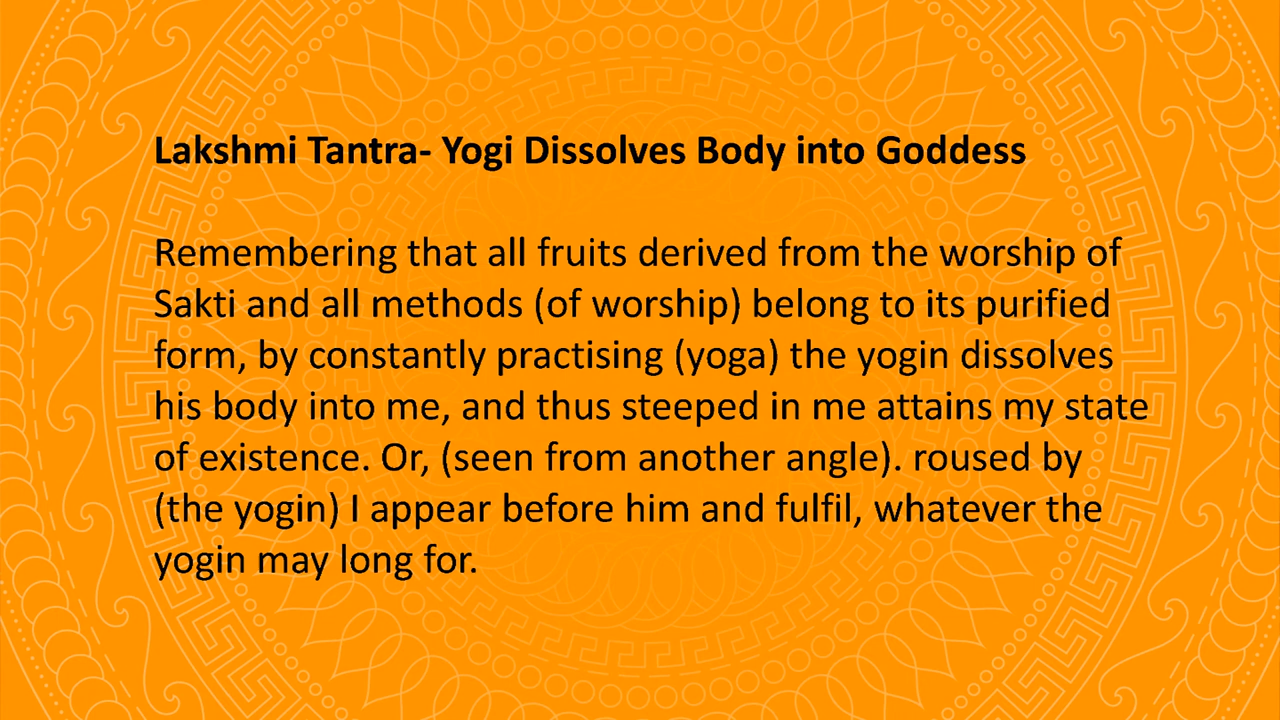 Lakshmi Tantra- Yogi Dissolves Body into Goddess
Remembering that all fruits derived from the worship of
Sakti and all methods (of worship) belong to its purified
form, by constantly practising (yoga) the yogin dissolves
his body into me, and thus steeped in me attains my state
of existence. Or, (seen from another angle). roused by
(the yogin) I appear before him and fulfil, whatever the
yogin may long for.